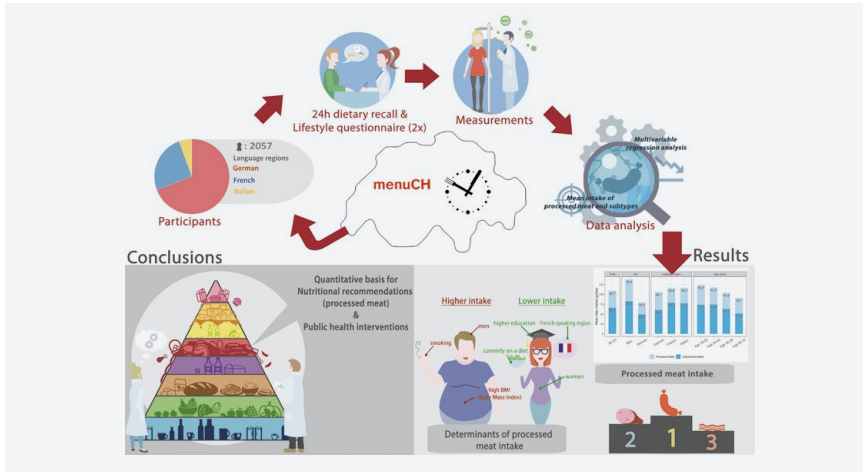 24h dietary recall &
Lifestyle questionnaire (2x)
Measurements
: 2057
Language regions
German
French
Italian
Participants
menuCH
Multivariable
regression analysis
Mean intake of
processed meat and subtypes
Data analysis
Conclusions
Results
Quantitative basis for
Nutritional recommendations
(processed meat)
&
Public health interventions
Higher intake
Lower intake
men
smoking
high BMI
(Body Mass Index)
higher education
French-speaking region
currently on a diet
women
Determinants of processed
meat intake
Processed meat intake
2
1
3